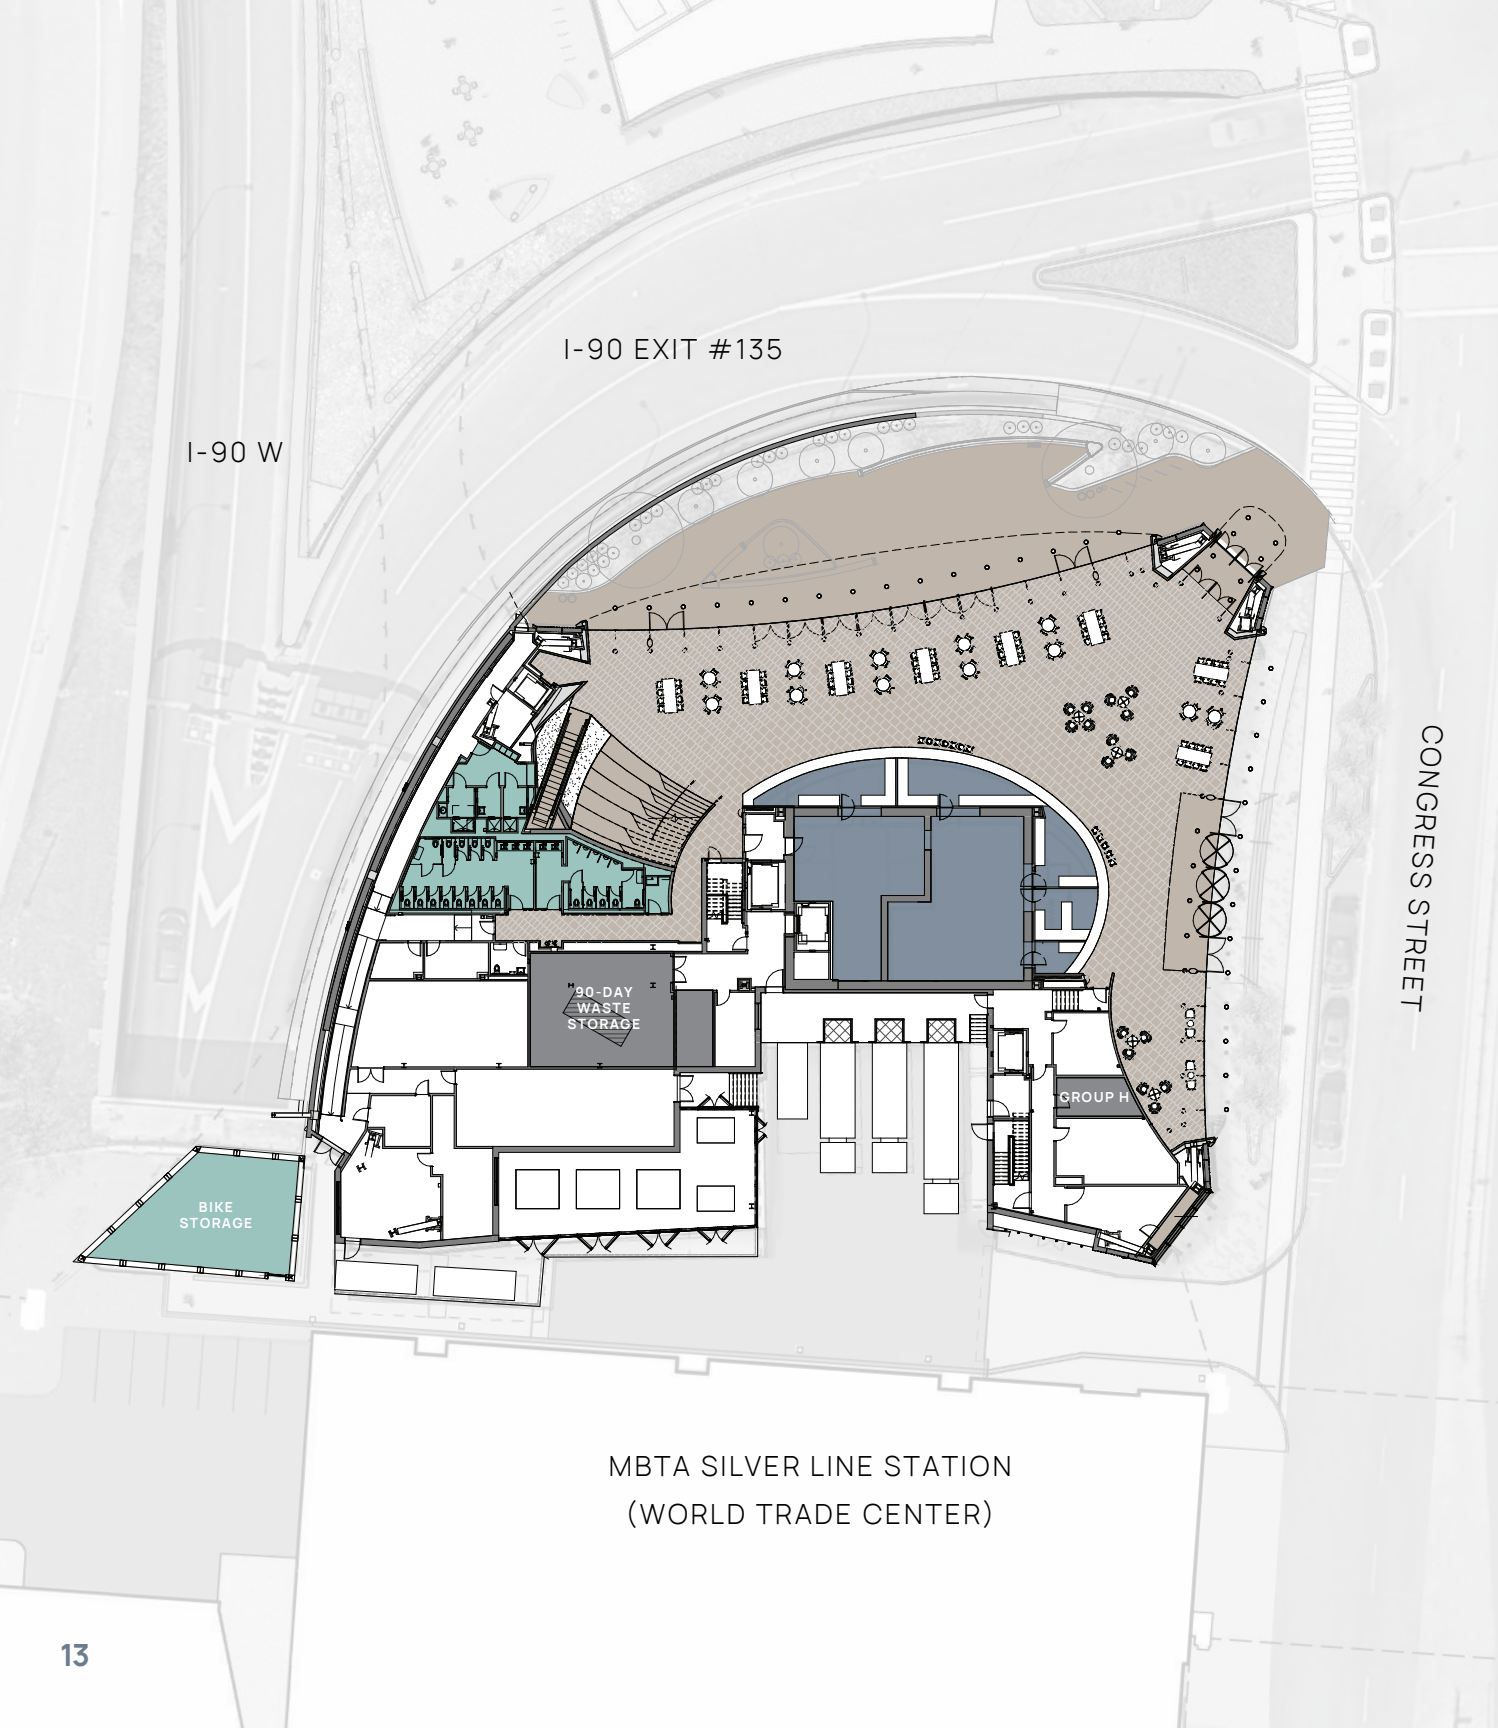 I-90 EXIT #135
I-90 W
CONGRESS STREET
90-DAY
WASTE
STORAGE
GROUP H
BIKE
STORAGE
MBTA SILVER LINE STATION
(WORLD TRADE CENTER)
13